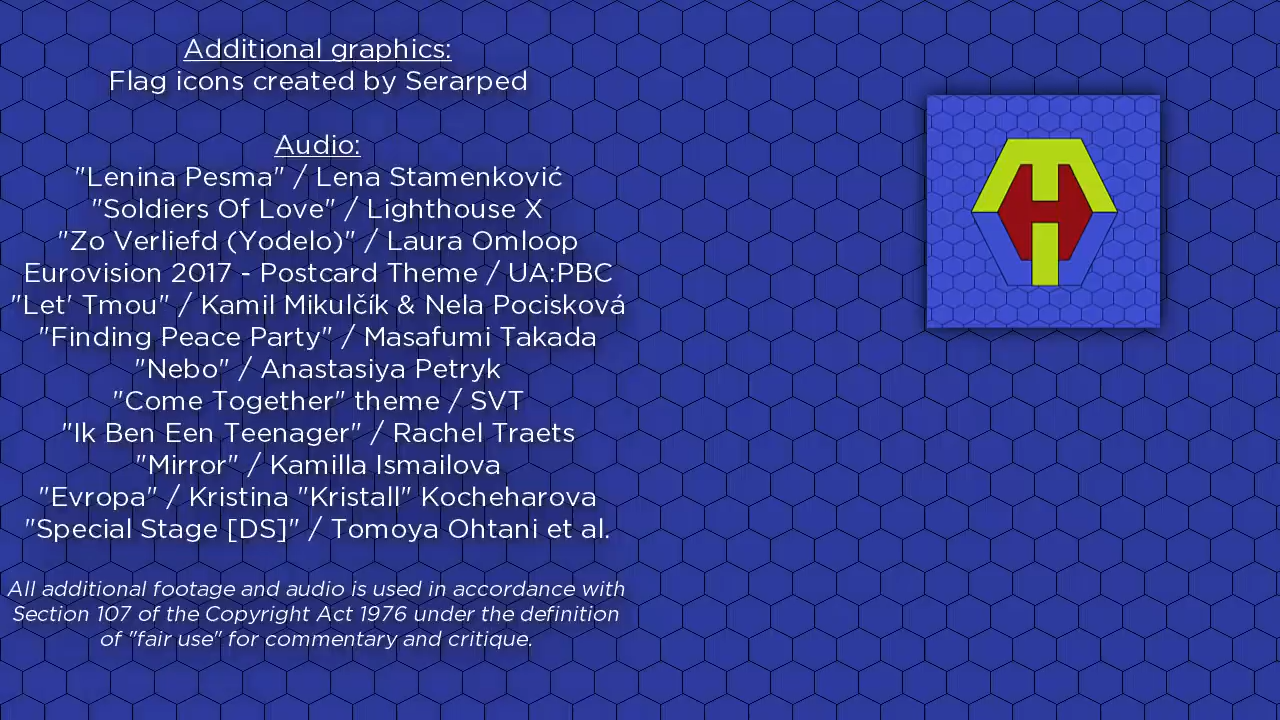 Additional graphics:
Flag icons created by Serarped
Audio:
"Lenina Pesma" / Lena Stamenković
"Soldiers Of Love" / Lighthouse X
"Zo Verliefd (Yodelo)" / Laura Omloop
Eurovision 2017 - Postcard Theme / UA:PBC
"Let' Tmou" / Kamil Mikulčík & Nela Pocisková
"Finding Peace Party" / Masafumi Takada
"Nebo" / Anastasiya Petryk
"Come Together" theme / SVT
"Ik Ben Een Teenager" / Rachel Traets
"Mirror" / Kamilla Ismailova
"Evropa" / Kristina "Kristall" Kocheharova
"Special Stage [DS]" / Tomoya Ohtani et al.
All additional footage and audio is used in accordance with
Section 107 of the Copyright Act 1976 under the definition
of "fair use" for commentary and critique.